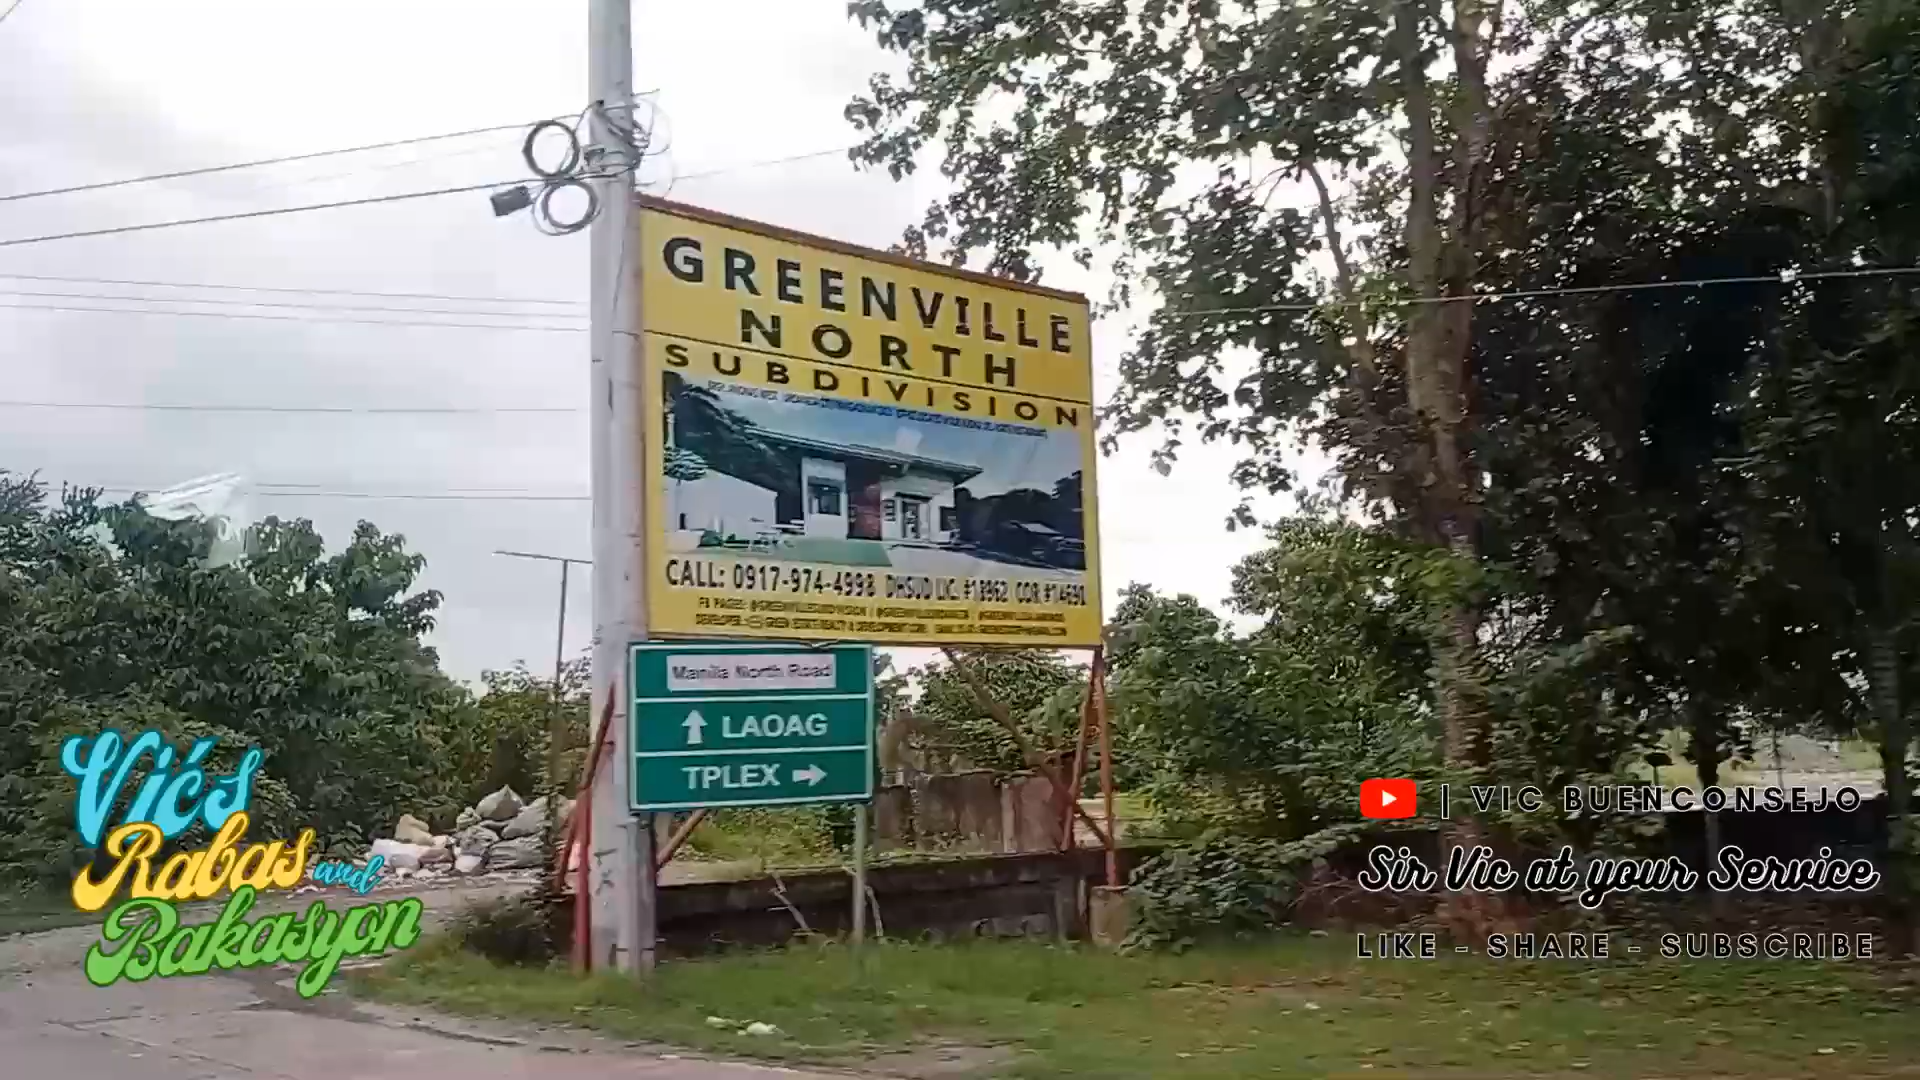 GREENVILLE
NORTH
SUBDIVISION
CALL: 0917-974-4998 DHSUD LIC. #18962 COR #14691
Manila North Road
LAOAG
TPLEX
Vic's
Rabas and
Bakasyon
| VIC BUENCONSEJO
Sir Vic at your Service
LIKE - SHARE - SUBSCRIBE